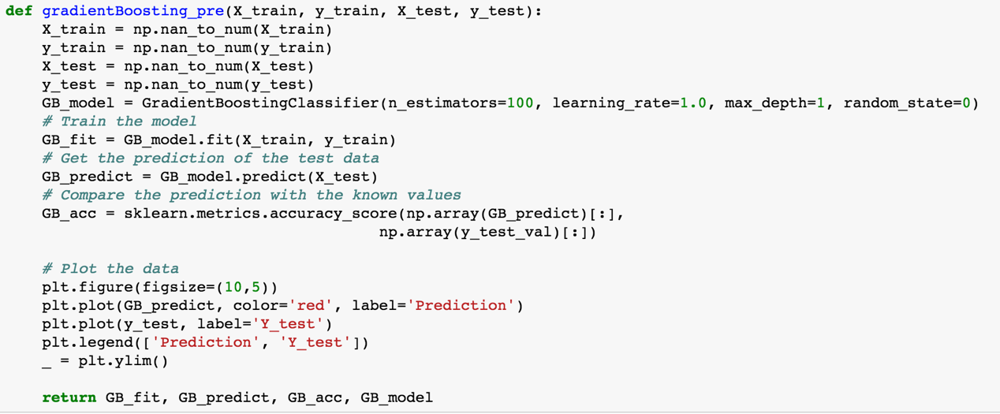 def gradientBoosting_pre(X_train, y_train, X_test, y_test):
    X_train = np.nan_to_num(X_train)
    y_train = np.nan_to_num(y_train)
    X_test = np.nan_to_num(X_test)
    y_test = np.nan_to_num(y_test)
    GB_model = GradientBoostingClassifier(n_estimators=100, learning_rate=1.0, max_depth=1, random_state=0)
    # Train the model
    GB_fit = GB_model.fit(X_train, y_train)
    # Get the prediction of the test data
    GB_predict = GB_model.predict(X_test)
    # Compare the prediction with the known values
    GB_acc = sklearn.metrics.accuracy_score(np.array(GB_predict)[:],
                                         np.array(y_test_val)[:])
    # Plot the data
    plt.figure(figsize=(10,5))
    plt.plot(GB_predict, color='red', label='Prediction')
    plt.plot(y_test, label='Y_test')
    plt.legend(['Prediction', 'Y_test'])
    _ = plt.ylim()
    return GB_fit, GB_predict, GB_acc, GB_model